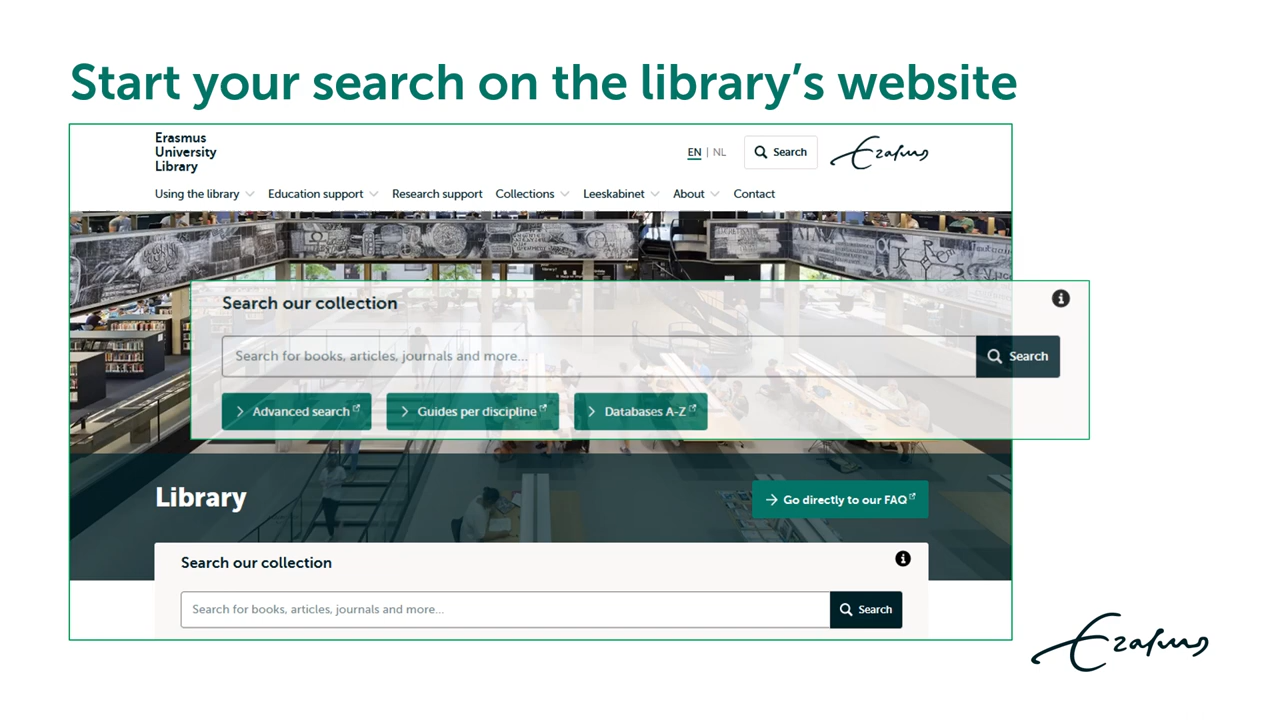 Start your search on the library’s website
Erasmus
University
Library
EN | NL
Search
Erasmus
Using the library
Education support
Research support
Collections
Leeskabinet
About
Contact
Search our collection
Search for books, articles, journals and more...
Search
Advanced search
Guides per discipline
Databases A-Z
Library
Go directly to our FAQ
Search our collection
Search for books, articles, journals and more...
Search
Erasmus